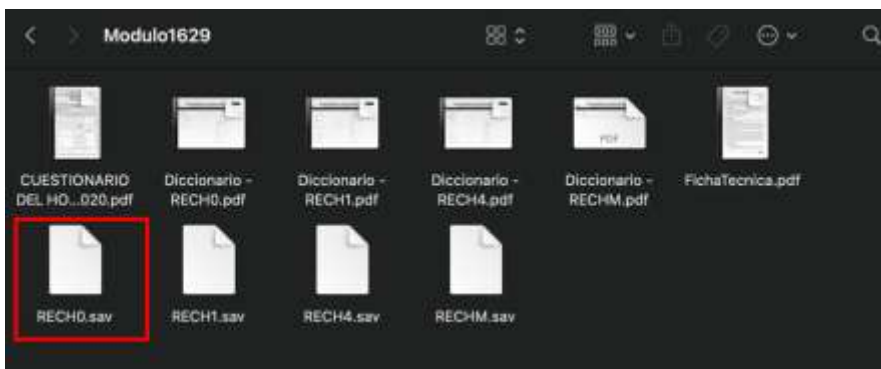 Modulo1629
PDF
CUESTIONARIO
DEL HO...020.pdf
Diccionario -
RECH0.pdf
Diccionario -
RECH1.pdf
Diccionario -
RECH4.pdf
Diccionario -
RECHM.pdf
FichaTecnica.pdf
RECH0.sav
RECH1.sav
RECH4.sav
RECHM.sav